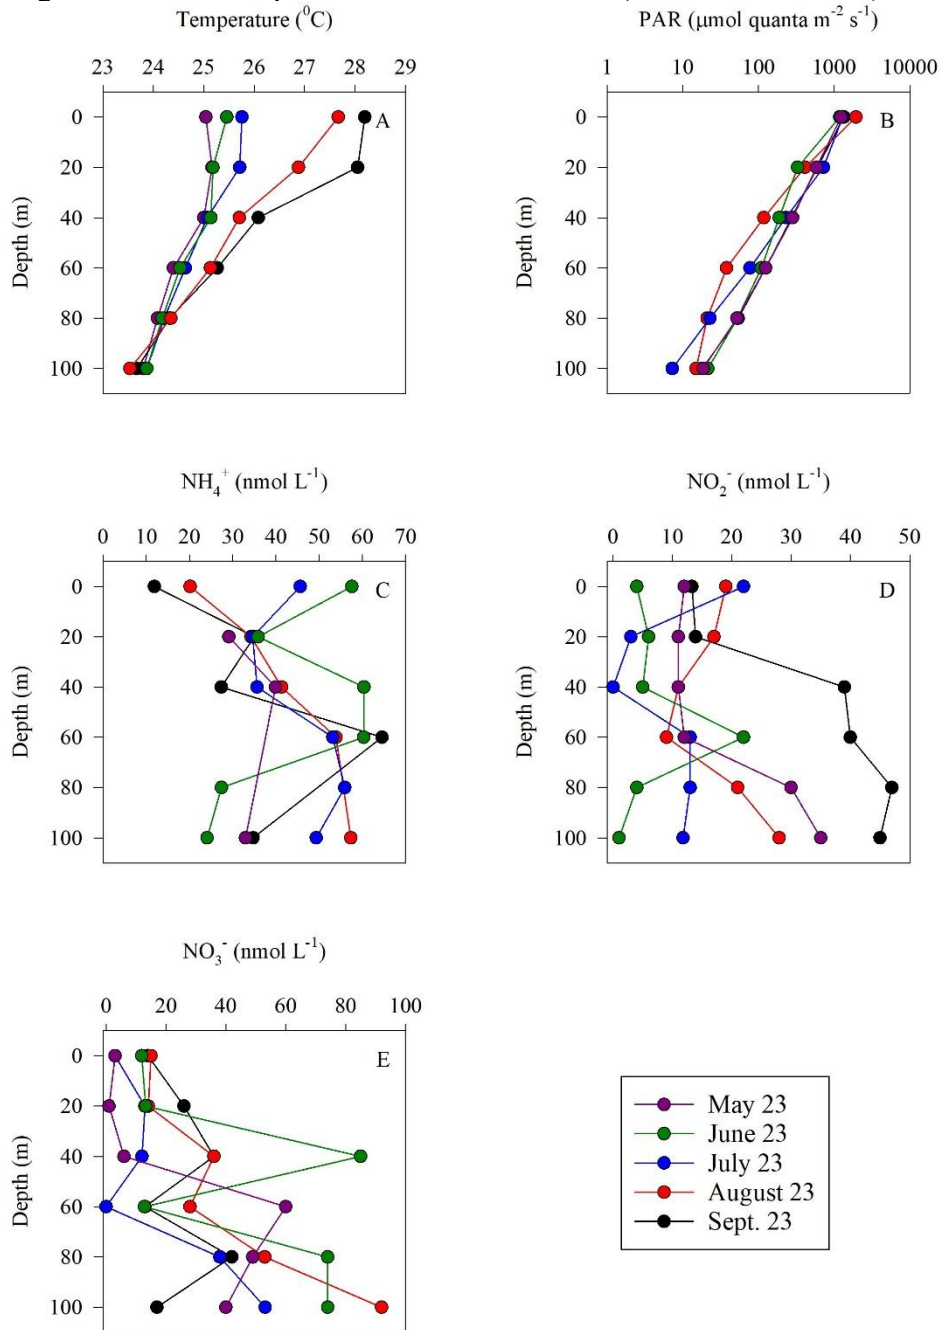 Temperature (⁰C)
23 24 25 26 27 28 29
0
20
40
60
80
100
Depth (m)
A
PAR (μmol quanta m⁻² s⁻¹)
1 10 100 1000 10000
0
20
40
60
80
100
Depth (m)
B
NH₄⁺ (nmol L⁻¹)
0 10 20 30 40 50 60 70
0
20
40
60
80
100
Depth (m)
C
NO₂⁻ (nmol L⁻¹)
0 10 20 30 40 50
0
20
40
60
80
100
Depth (m)
D
NO₃⁻ (nmol L⁻¹)
0 20 40 60 80 100
0
20
40
60
80
100
Depth (m)
E
May 23
June 23
July 23
August 23
Sept. 23